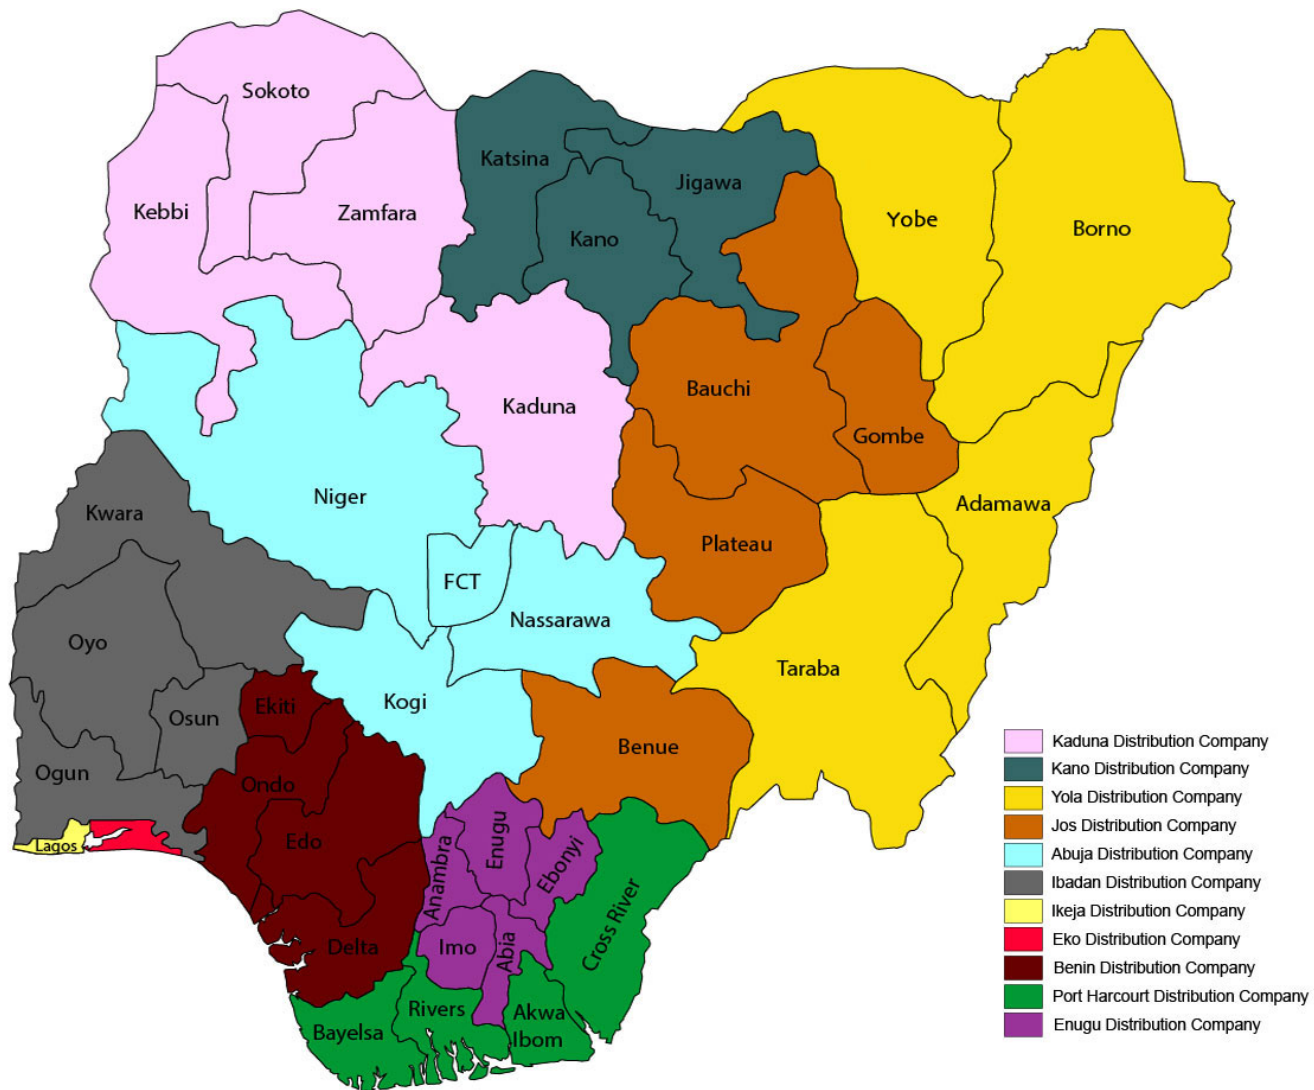 Sokoto
Katsina
Jigawa
Kebbi
Zamfara
Kano
Yobe
Borno
Bauchi
Kaduna
Gombe
Niger
Adamawa
Kwara
Plateau
FCT
Nassarawa
Oyo
Taraba
Kogi
Ekiti
Osun
Benue
Ogun
Ondo
Edo
Enugu
Lagos
Ebonyi
Anambra
Cross River
Delta
Imo
Abia
Rivers
Akwa
Ibom
Bayelsa
Kaduna Distribution Company
Kano Distribution Company
Yola Distribution Company
Jos Distribution Company
Abuja Distribution Company
Ibadan Distribution Company
Ikeja Distribution Company
Eko Distribution Company
Benin Distribution Company
Port Harcourt Distribution Company
Enugu Distribution Company